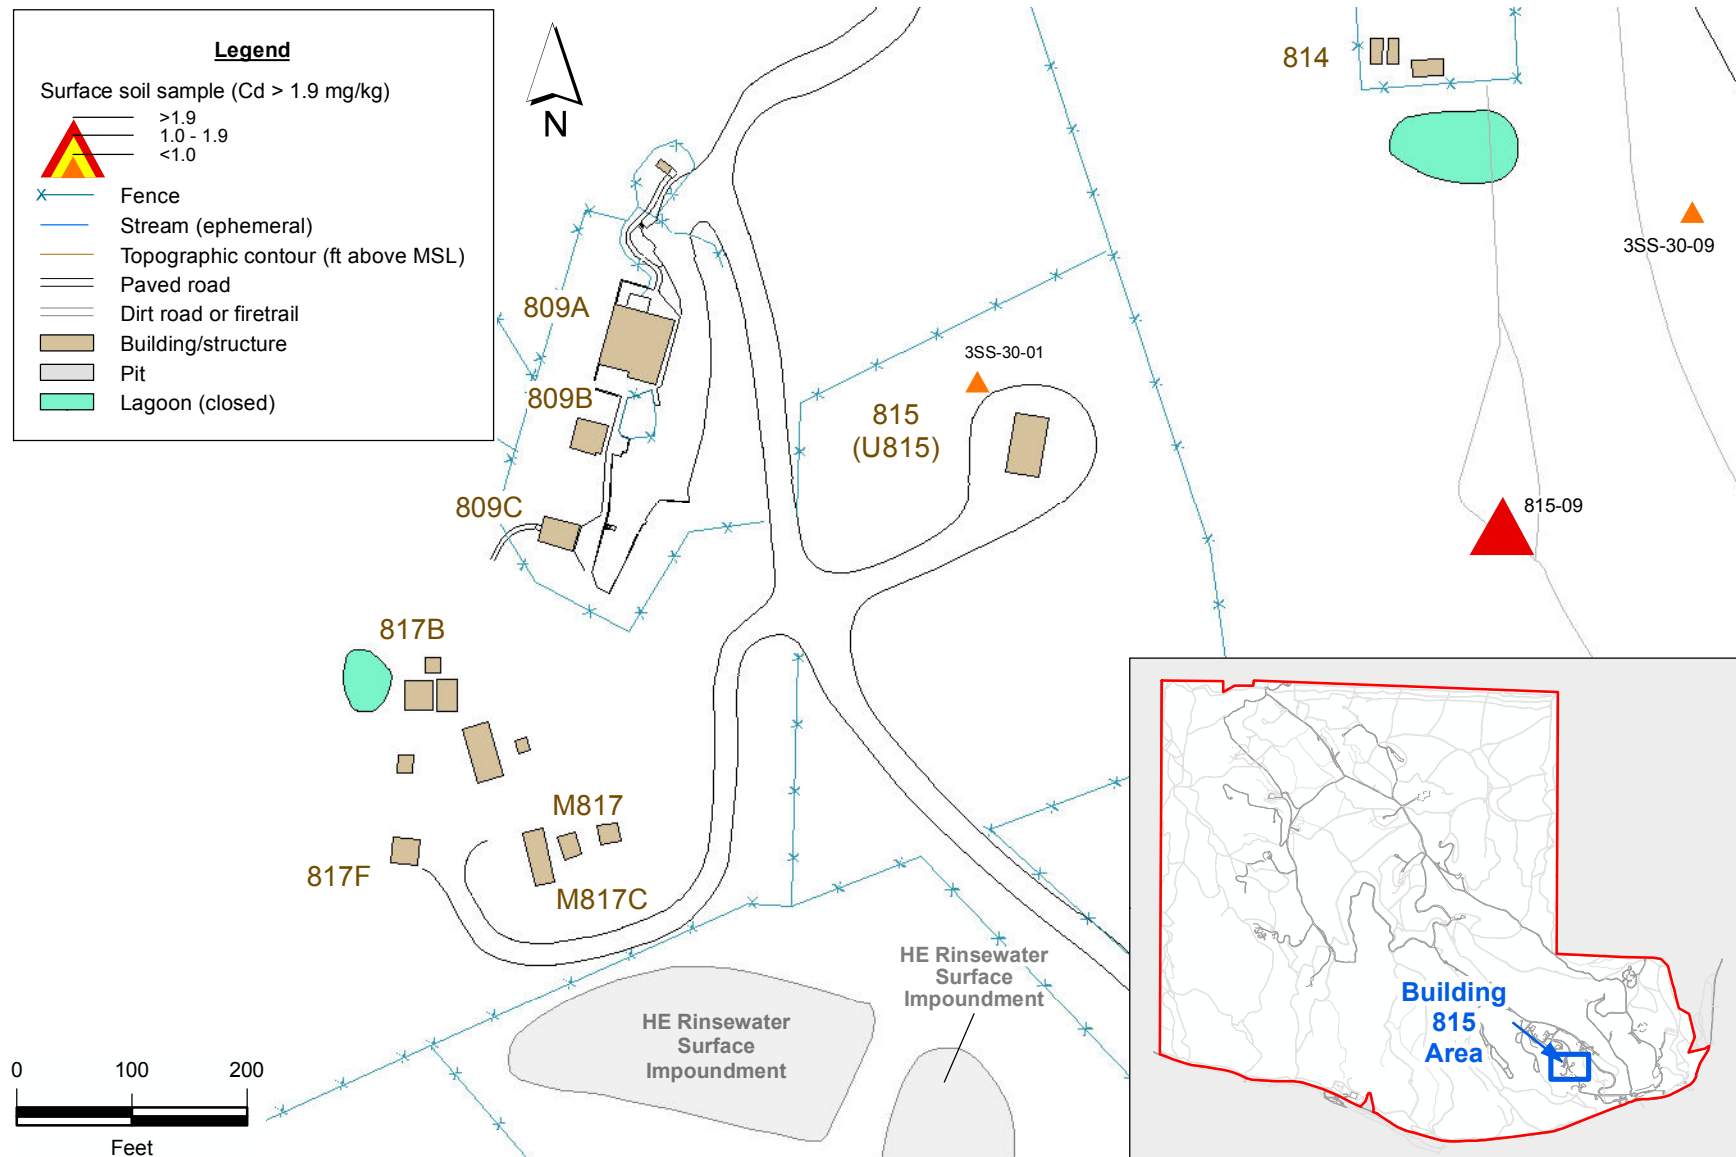 Legend
Surface soil sample (Cd > 1.9 mg/kg)
>1.9
1.0 - 1.9
<1.0
Fence
Stream (ephemeral)
Topographic contour (ft above MSL)
Paved road
Dirt road or firetrail
Building/structure
Pit
Lagoon (closed)
N
814
3SS-30-09
809A
3SS-30-01
809B
815
(U815)
809C
815-09
817B
M817
817F
M817C
HE Rinsewater
Surface
Impoundment
HE Rinsewater
Surface
Impoundment
Building
815
Area
0 100 200
Feet